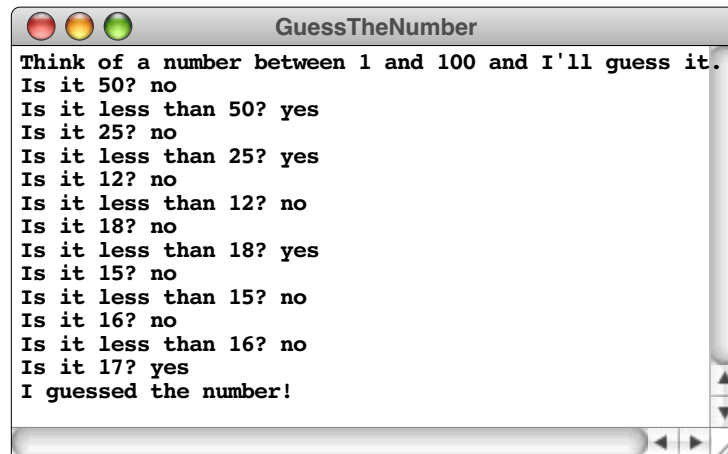 GuessTheNumber
Think of a number between 1 and 100 and I'll guess it.
Is it 50? no
Is it less than 50? yes
Is it 25? no
Is it less than 25? yes
Is it 12? no
Is it less than 12? no
Is it 18? no
Is it less than 18? yes
Is it 15? no
Is it less than 15? no
Is it 16? no
Is it less than 16? no
Is it 17? yes
I guessed the number!